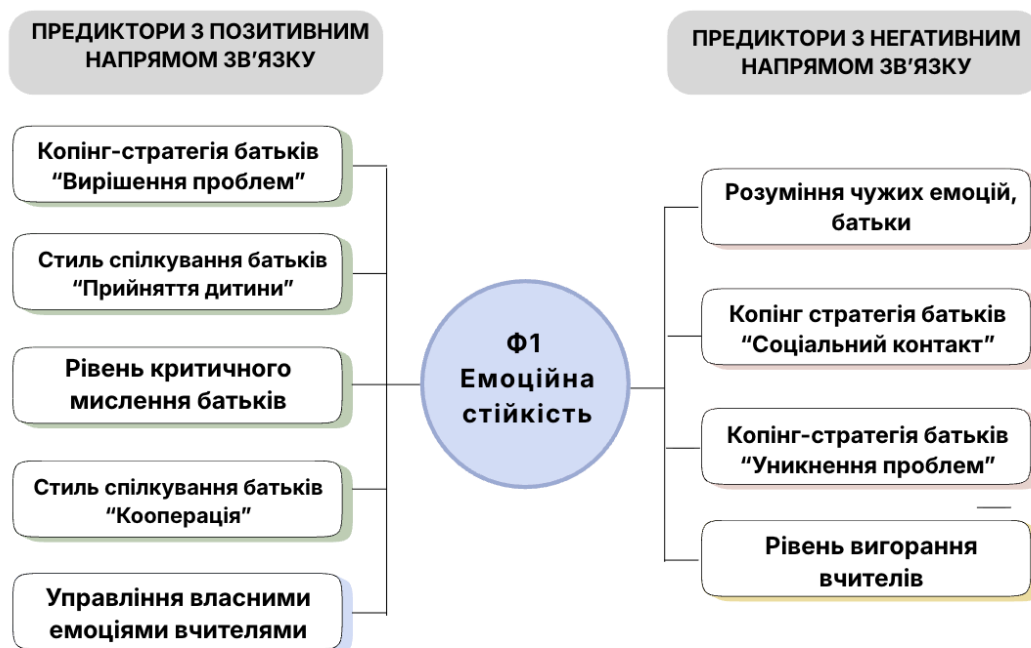 ПРЕДИКТОРИ З ПОЗИТИВНИМ
НАПРЯМОМ ЗВ’ЯЗКУ
Копінг-стратегія батьків
“Вирішення проблем”
Стиль спілкування батьків
“Прийняття дитини”
Рівень критичного
мислення батьків
Стиль спілкування батьків
“Кооперація”
Управління власними
емоціями вчителями
Ф1
Емоційна
стійкість
ПРЕДИКТОРИ З НЕГАТИВНИМ
НАПРЯМОМ ЗВ’ЯЗКУ
Розуміння чужих емоцій,
батьки
Копінг стратегія батьків
“Соціальний контакт”
Копінг-стратегія батьків
“Уникнення проблем”
Рівень вигорання
вчителів